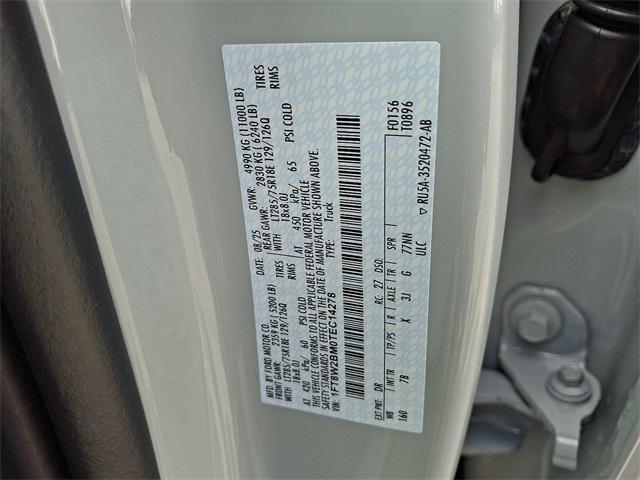 MFD. BY FORD MOTOR CO.
DATE: 08/25 GVWR: 4990 KG (11000 LB)
FRONT GAWR: 2359 KG (5200 LB) REAR GAWR: 2830 KG (6240 LB)
WITH LT285/75R18E 129/126Q TIRES WITH LT285/75R18E 129/126Q TIRES
18x8.0J RIMS 18x8.0J RIMS
AT 420 kPa/ 60 PSI COLD AT 450 kPa/ 65 PSI COLD
THIS VEHICLE CONFORMS TO ALL APPLICABLE FEDERAL MOTOR VEHICLE
SAFETY STANDARDS IN EFFECT ON THE DATE OF MANUFACTURE SHOWN ABOVE.
VIN: 1FT8W2BM0TEC14278 TYPE: Truck
F0156
T0896
EXT PNT: DR RC: 27 DSO:
WB TP/PS R AXLE TR SPR
160 7B X 3J G 77NN
ULC
▽ RU5A-3520472-AB